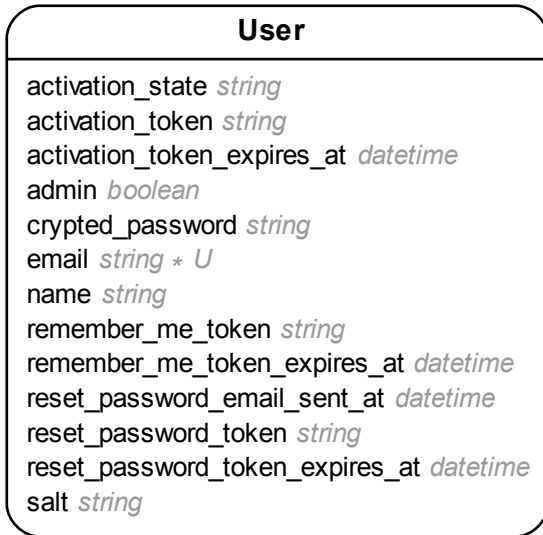 User
activation_state string
activation_token string
activation_token_expires_at datetime
admin boolean
crypted_password string
email string * U
name string
remember_me_token string
remember_me_token_expires_at datetime
reset_password_email_sent_at datetime
reset_password_token string
reset_password_token_expires_at datetime
salt string